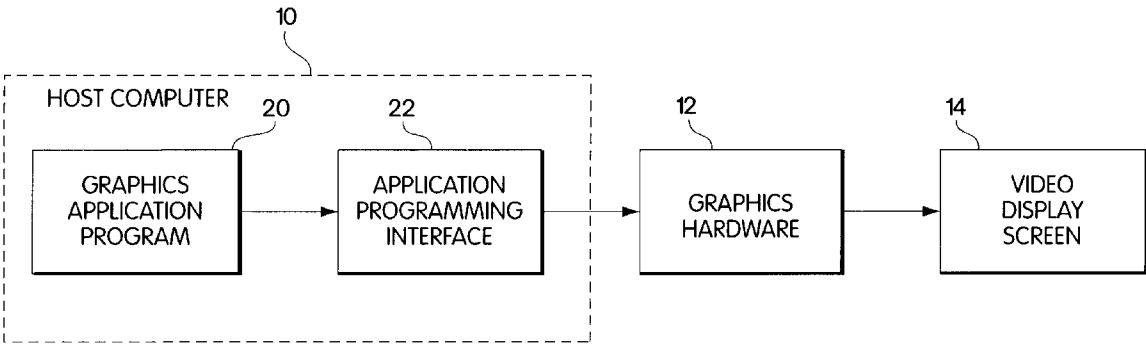 10
HOST COMPUTER
20
22
12
14
GRAPHICS
APPLICATION
PROGRAM
APPLICATION
PROGRAMMING
INTERFACE
GRAPHICS
HARDWARE
VIDEO
DISPLAY
SCREEN